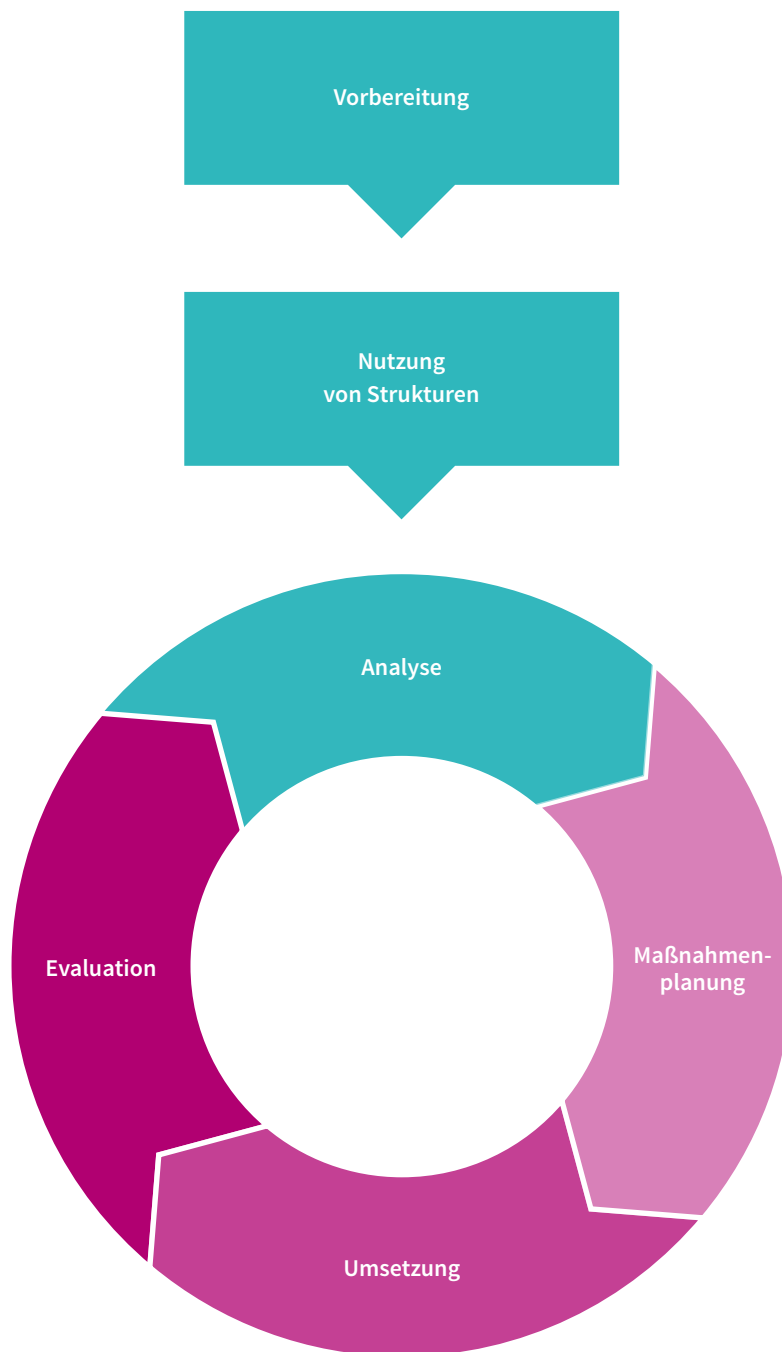 Vorbereitung
Nutzung
von Strukturen
Analyse
Maßnahmen-
planung
Evaluation
Umsetzung